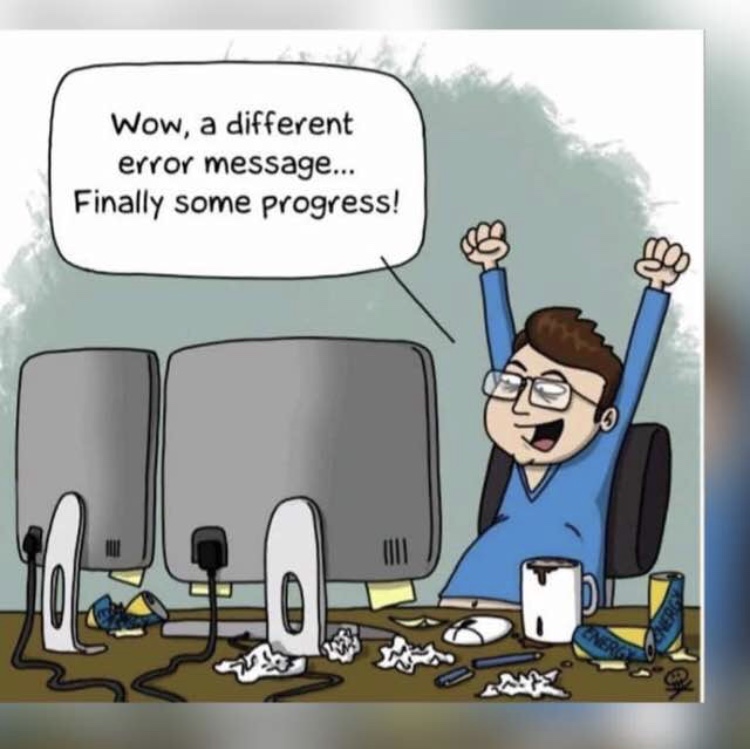 Wow, a different
error message...
Finally some progress!
ENERGY
ENERGY